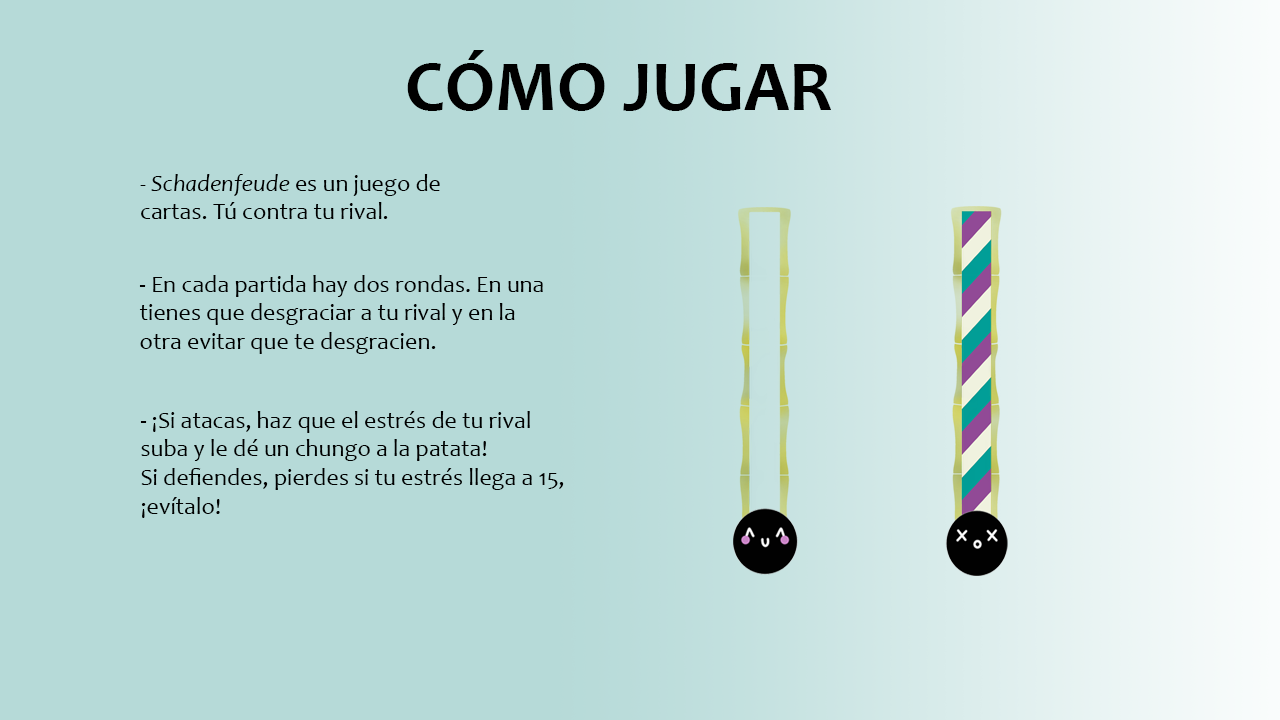 CÓMO JUGAR
- Schadenfeude es un juego de
cartas. Tú contra tu rival.
- En cada partida hay dos rondas. En una
tienes que desgraciar a tu rival y en la
otra evitar que te desgracien.
- ¡Si atacas, haz que el estrés de tu rival
suba y le dé un chungo a la patata!
Si defiendes, pierdes si tu estrés llega a 15,
¡evítalo!